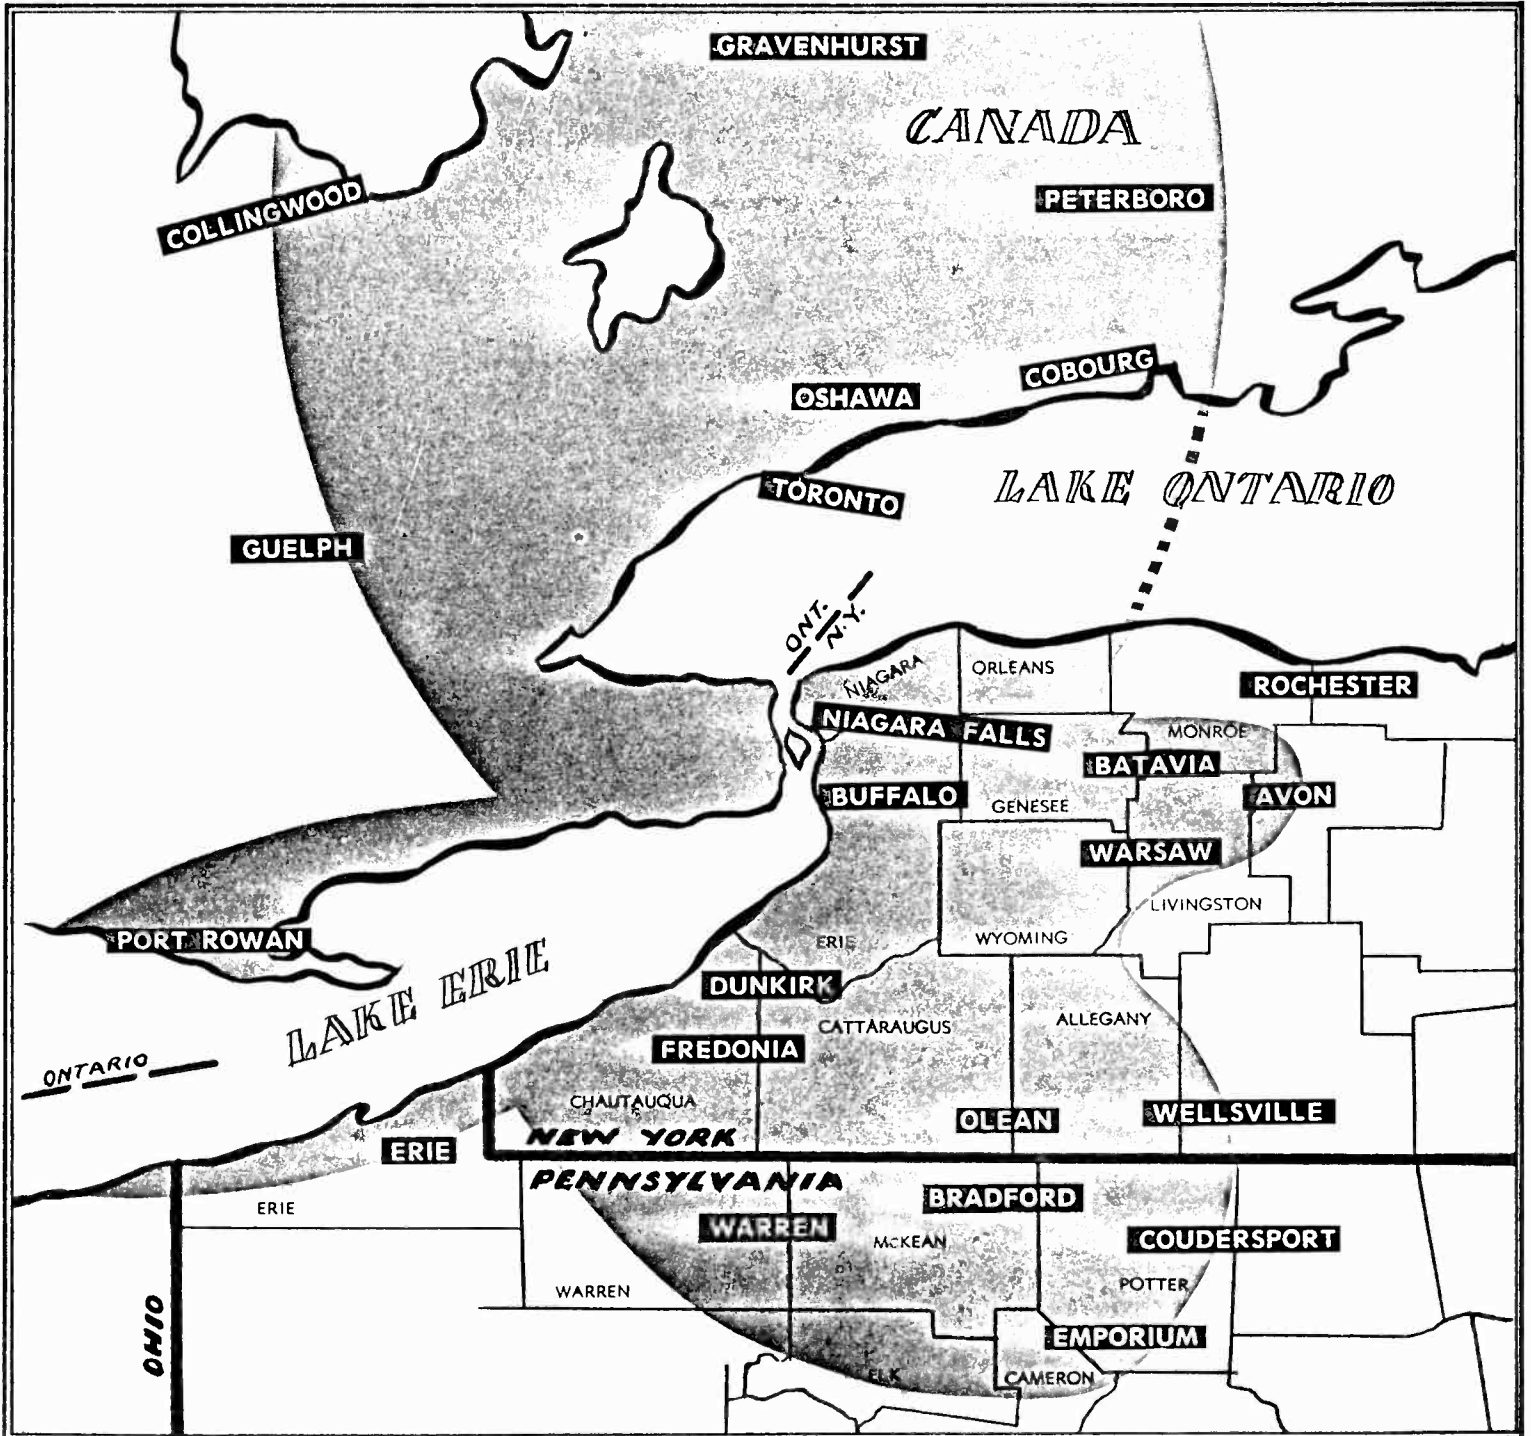 GRAVENHURST
CANADA
PETERBORO
COLLINGWOOD
COBOURG
OSHAWA
TORONTO
LAKE ONTARIO
GUELPH
ONT.
N.Y.
NIAGARA
ORLEANS
ROCHESTER
NIAGARA FALLS
MONROE
BATAVIA
BUFFALO
GENESEE
AVON
WARSAW
LIVINGSTON
PORT ROWAN
ERIE
WYOMING
LAKE ERIE
DUNKIRK
CATTARAUGUS
ALLEGANY
FREDONIA
ONTARIO
CHAUTAUQUA
OLEAN
WELLSVILLE
NEW YORK
ERIE
PENNSYLVANIA
BRADFORD
ERIE
WARREN
McKEAN
COUDERSPORT
WARREN
POTTER
OHIO
EMPORIUM
ELK
CAMERON